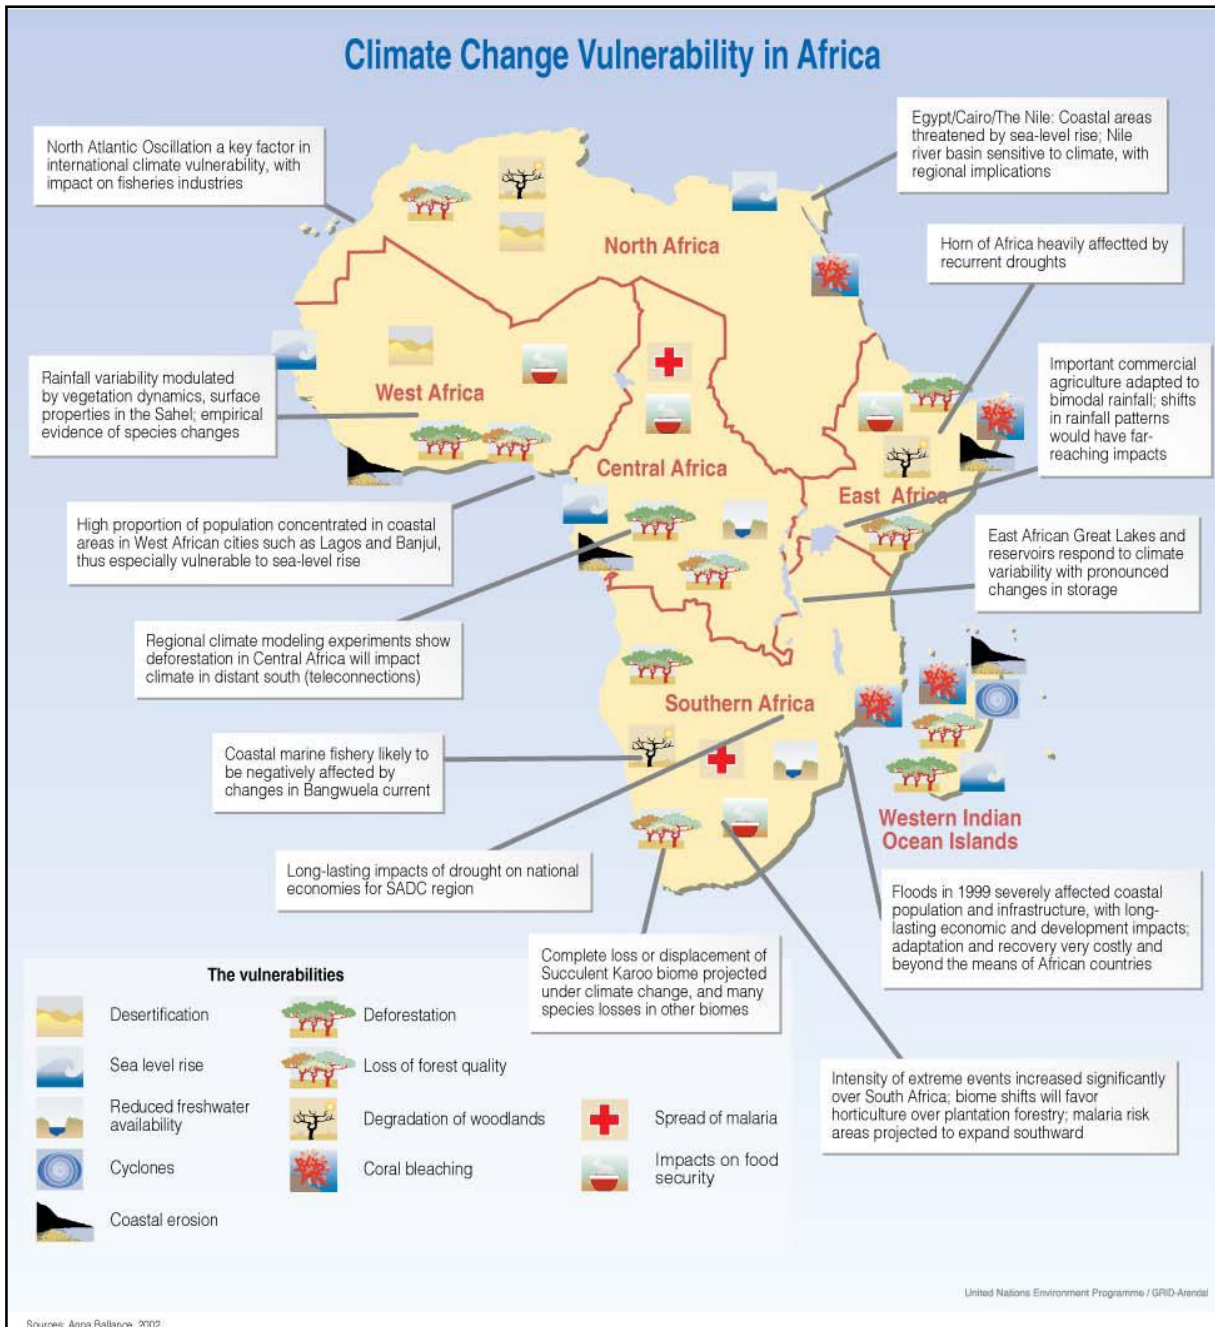 Climate Change Vulnerability in Africa
North Atlantic Oscillation a key factor in
international climate vulnerability, with
impact on fisheries industries
Egypt/Cairo/The Nile: Coastal areas
threatened by sea-level rise; Nile
river basin sensitive to climate, with
regional implications
North Africa
Horn of Africa heavily affectted by
recurrent droughts
Rainfall variability modulated
by vegetation dynamics, surface
properties in the Sahel; empirical
evidence of species changes
West Africa
Important commercial
agriculture adapted to
bimodal rainfall; shifts
in rainfall patterns
would have far-
reaching impacts
Central Africa
East Africa
High proportion of population concentrated in coastal
areas in West African cities such as Lagos and Banjul,
thus especially vulnerable to sea-level rise
East African Great Lakes and
reservoirs respond to climate
variability with pronounced
changes in storage
Regional climate modeling experiments show
deforestation in Central Africa will impact
climate in distant south (teleconnections)
Southern Africa
Coastal marine fishery likely to
be negatively affected by
changes in Bangwuela current
Western Indian
Ocean Islands
Long-lasting impacts of drought on national
economies for SADC region
Floods in 1999 severely affected coastal
population and infrastructure, with long-
lasting economic and development impacts;
adaptation and recovery very costly and
beyond the means of African countries
Complete loss or displacement of
Succulent Karoo biome projected
under climate change, and many
species losses in other biomes
Intensity of extreme events increased significantly
over South Africa; biome shifts will favor
horticulture over plantation forestry; malaria risk
areas projected to expand southward
The vulnerabilities
Desertification
Sea level rise
Reduced freshwater
availability
Cyclones
Coastal erosion
Deforestation
Loss of forest quality
Degradation of woodlands
Coral bleaching
Spread of malaria
Impacts on food
security
United Nations Environment Programme / GRID-Arendal
Sources: Anna Ballance, 2002